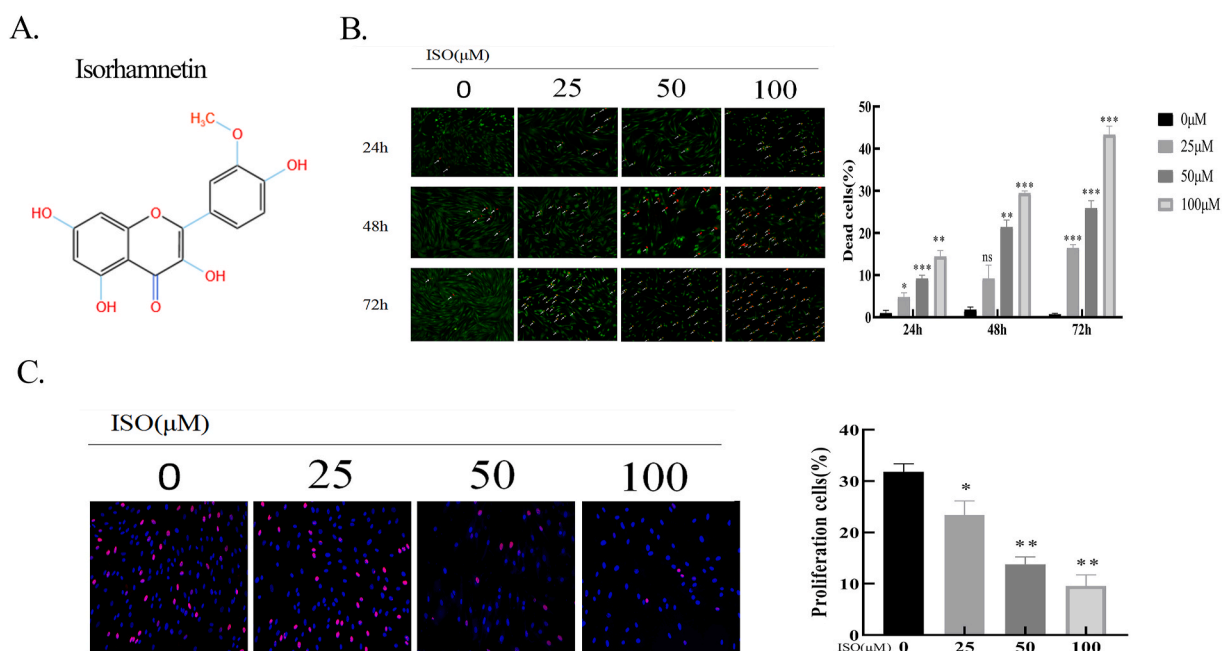 A.
Isorhamnetin
H₃C
O
OH
HO
O
OH
OH
O
B.
ISO(μM)
0 25 50 100
24h
48h
72h
Dead cells(%)
50
40
30
20
10
0
* *** **
ns ** ***
*** *** ***
24h 48h 72h
0μM
25μM
50μM
100μM
C.
ISO(μM)
0 25 50 100
Proliferation cells(%)
40
30
20
10
0
* ** **
ISO(μM) 0 25 50 100